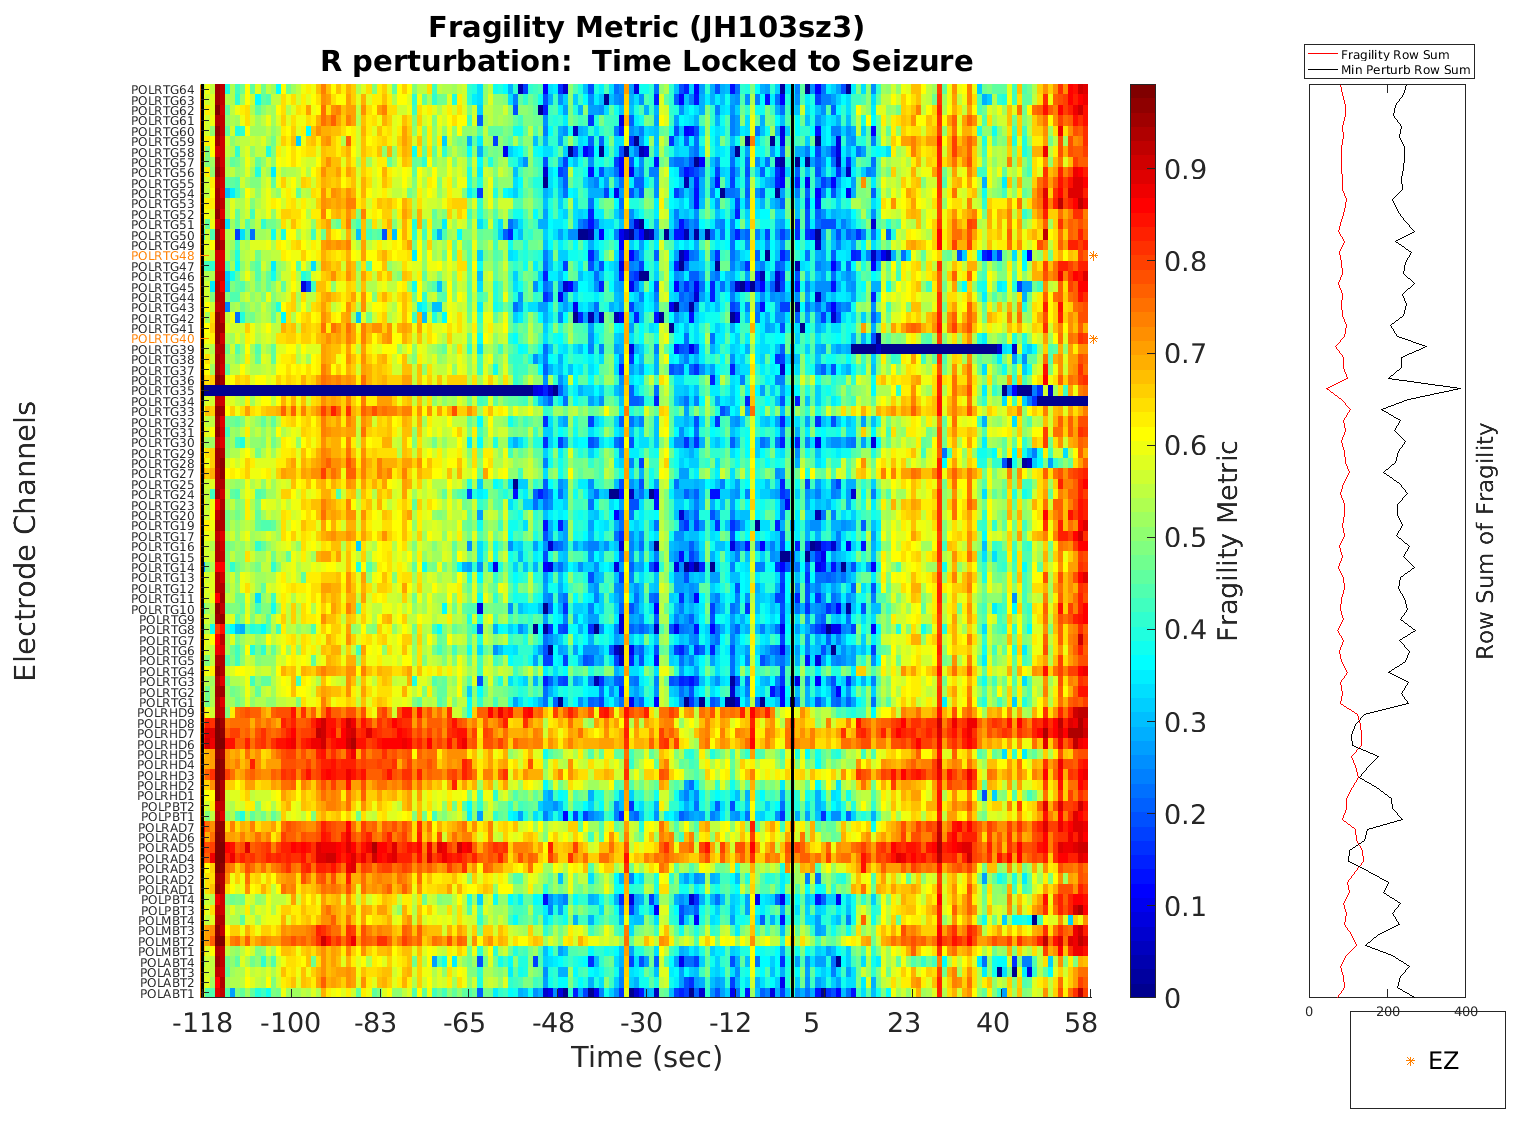 Fragility Metric (JH103sz3)
R perturbation:  Time Locked to Seizure
Electrode Channels
POLRTG64
POLRTG63
POLRTG62
POLRTG61
POLRTG60
POLRTG59
POLRTG58
POLRTG57
POLRTG56
POLRTG55
POLRTG54
POLRTG53
POLRTG52
POLRTG51
POLRTG50
POLRTG49
POLRTG48
POLRTG47
POLRTG46
POLRTG45
POLRTG44
POLRTG43
POLRTG42
POLRTG41
POLRTG40
POLRTG39
POLRTG38
POLRTG37
POLRTG36
POLRTG35
POLRTG34
POLRTG33
POLRTG32
POLRTG31
POLRTG30
POLRTG29
POLRTG28
POLRTG27
POLRTG25
POLRTG24
POLRTG23
POLRTG20
POLRTG19
POLRTG17
POLRTG16
POLRTG15
POLRTG14
POLRTG13
POLRTG12
POLRTG11
POLRTG10
POLRTG9
POLRTG8
POLRTG7
POLRTG6
POLRTG5
POLRTG4
POLRTG3
POLRTG2
POLRTG1
POLRHD9
POLRHD8
POLRHD7
POLRHD6
POLRHD5
POLRHD4
POLRHD3
POLRHD2
POLRHD1
POLPBT2
POLPBT1
POLRAD7
POLRAD6
POLRAD5
POLRAD4
POLRAD3
POLRAD2
POLRAD1
POLPBT4
POLPBT3
POLMBT4
POLMBT3
POLMBT2
POLMBT1
POLABT4
POLABT3
POLABT2
POLABT1
-118 -100 -83 -65 -48 -30 -12 5 23 40 58
Time (sec)
0.9
0.8
0.7
0.6
0.5
0.4
0.3
0.2
0.1
0
Fragility Metric
Fragility Row Sum
Min Perturb Row Sum
Row Sum of Fragility
0 200 400
EZ